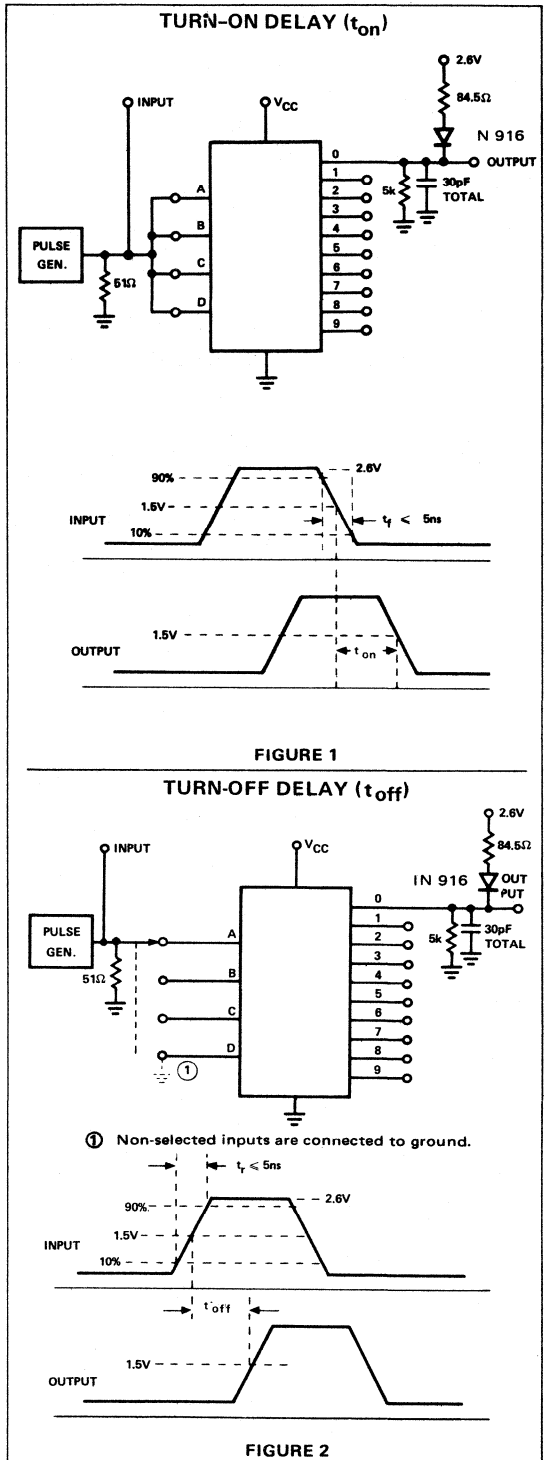 TURN-ON DELAY (ton)
2.6V
INPUT
VCC
84.5Ω
N 916
0
OUTPUT
1
A
2
5k
30pF
TOTAL
3
B
4
PULSE
GEN.
5
C
6
51Ω
7
D
8
9
2.6V
90%
1.5V
tf ≤ 5ns
INPUT
10%
1.5V
ton
OUTPUT
FIGURE 1
TURN-OFF DELAY (toff)
2.6V
INPUT
VCC
84.5Ω
IN 916
OUT
PUT
0
1
PULSE
GEN.
A
2
5k
30pF
TOTAL
3
51Ω
B
4
5
C
6
7
D
8
①
9
① Non-selected inputs are connected to ground.
tr ≤ 5ns
2.6V
90%
1.5V
INPUT
10%
toff
1.5V
OUTPUT
FIGURE 2